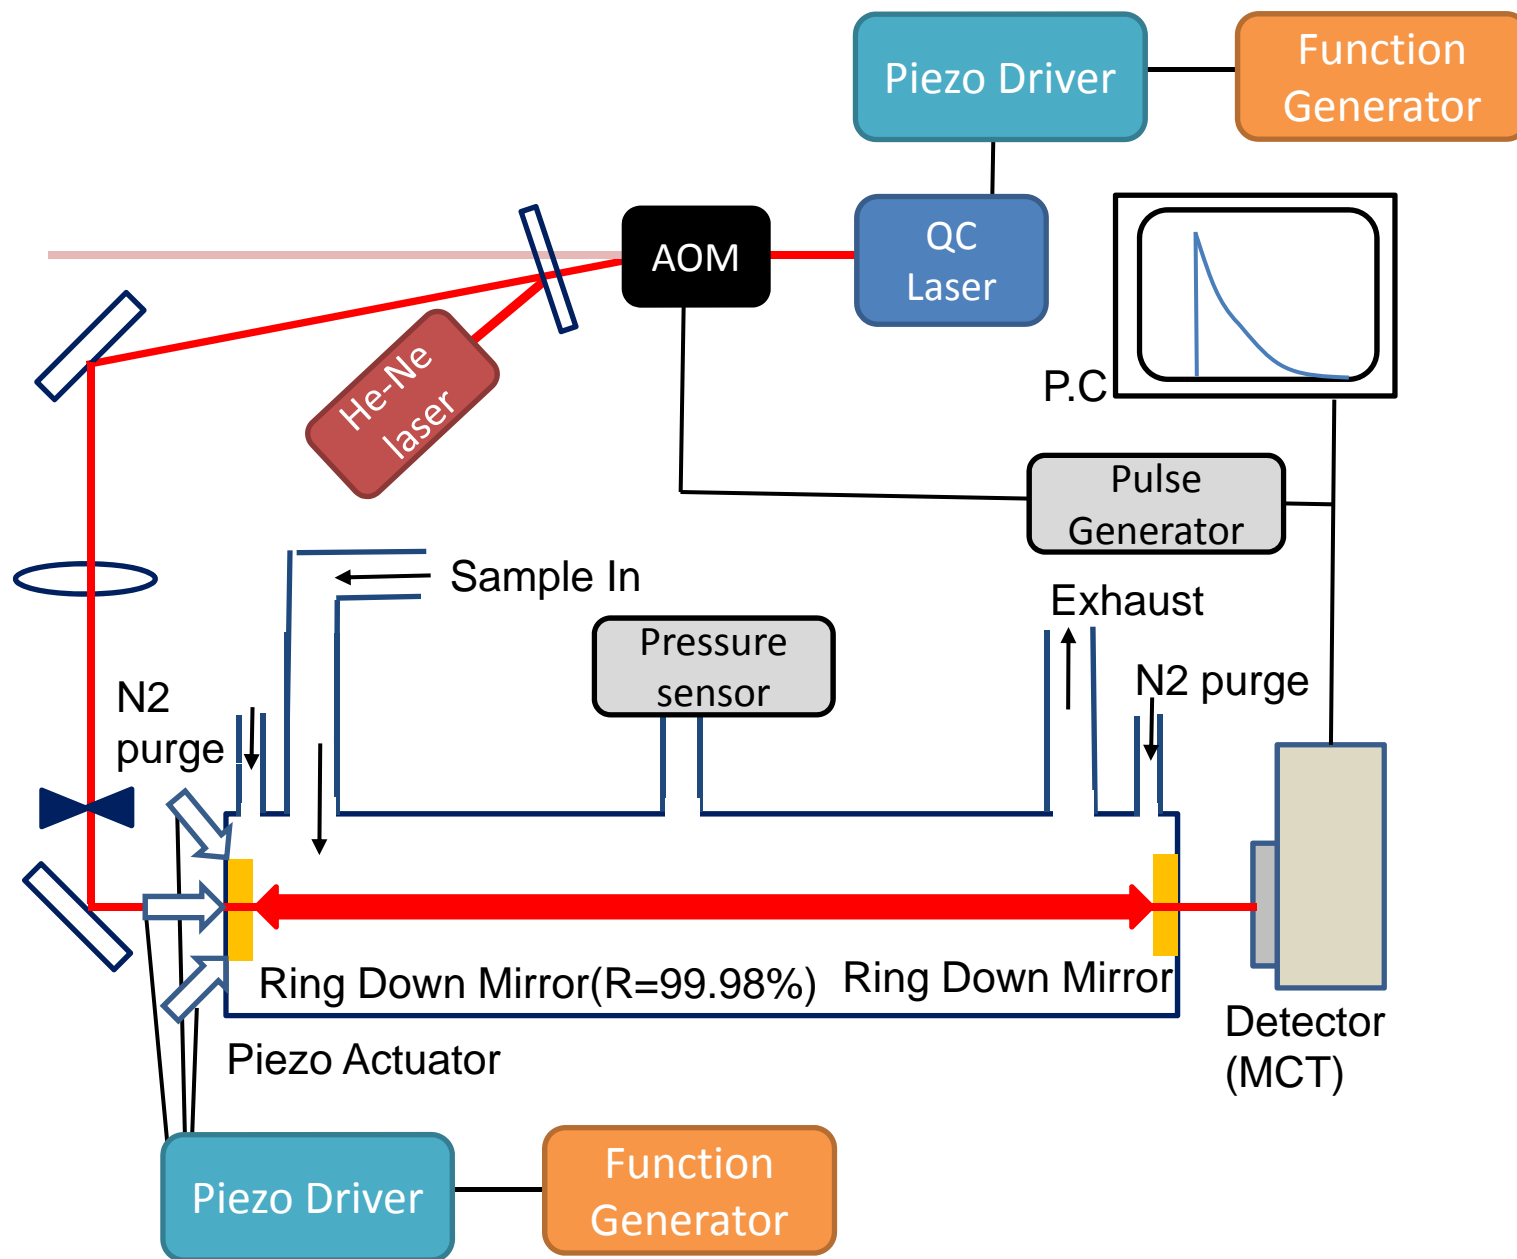 Piezo Driver
Function
Generator
AOM
QC
Laser
He-Ne
laser
P.C
Pulse
Generator
Sample In
Exhaust
Pressure
sensor
N2
purge
N2 purge
Ring Down Mirror(R=99.98%)
Ring Down Mirror
Detector
(MCT)
Piezo Actuator
Piezo Driver
Function
Generator